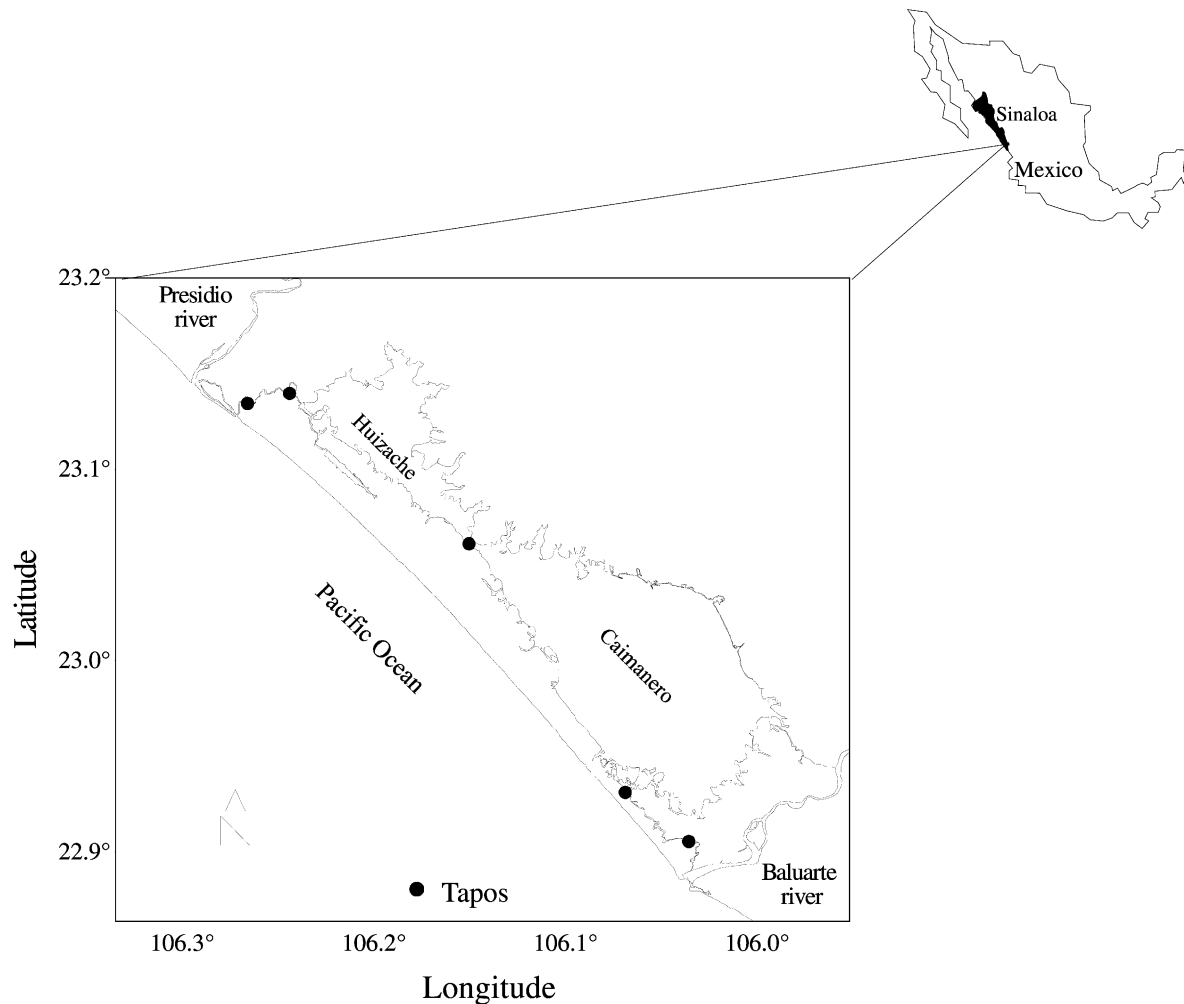 Sinaloa
Mexico
23.2°
Presidio
river
Huizache
23.1°
Latitude
Pacific Ocean
Caimanero
23.0°
22.9°
Baluarte
river
Tapos
106.3°
106.2°
106.1°
106.0°
Longitude